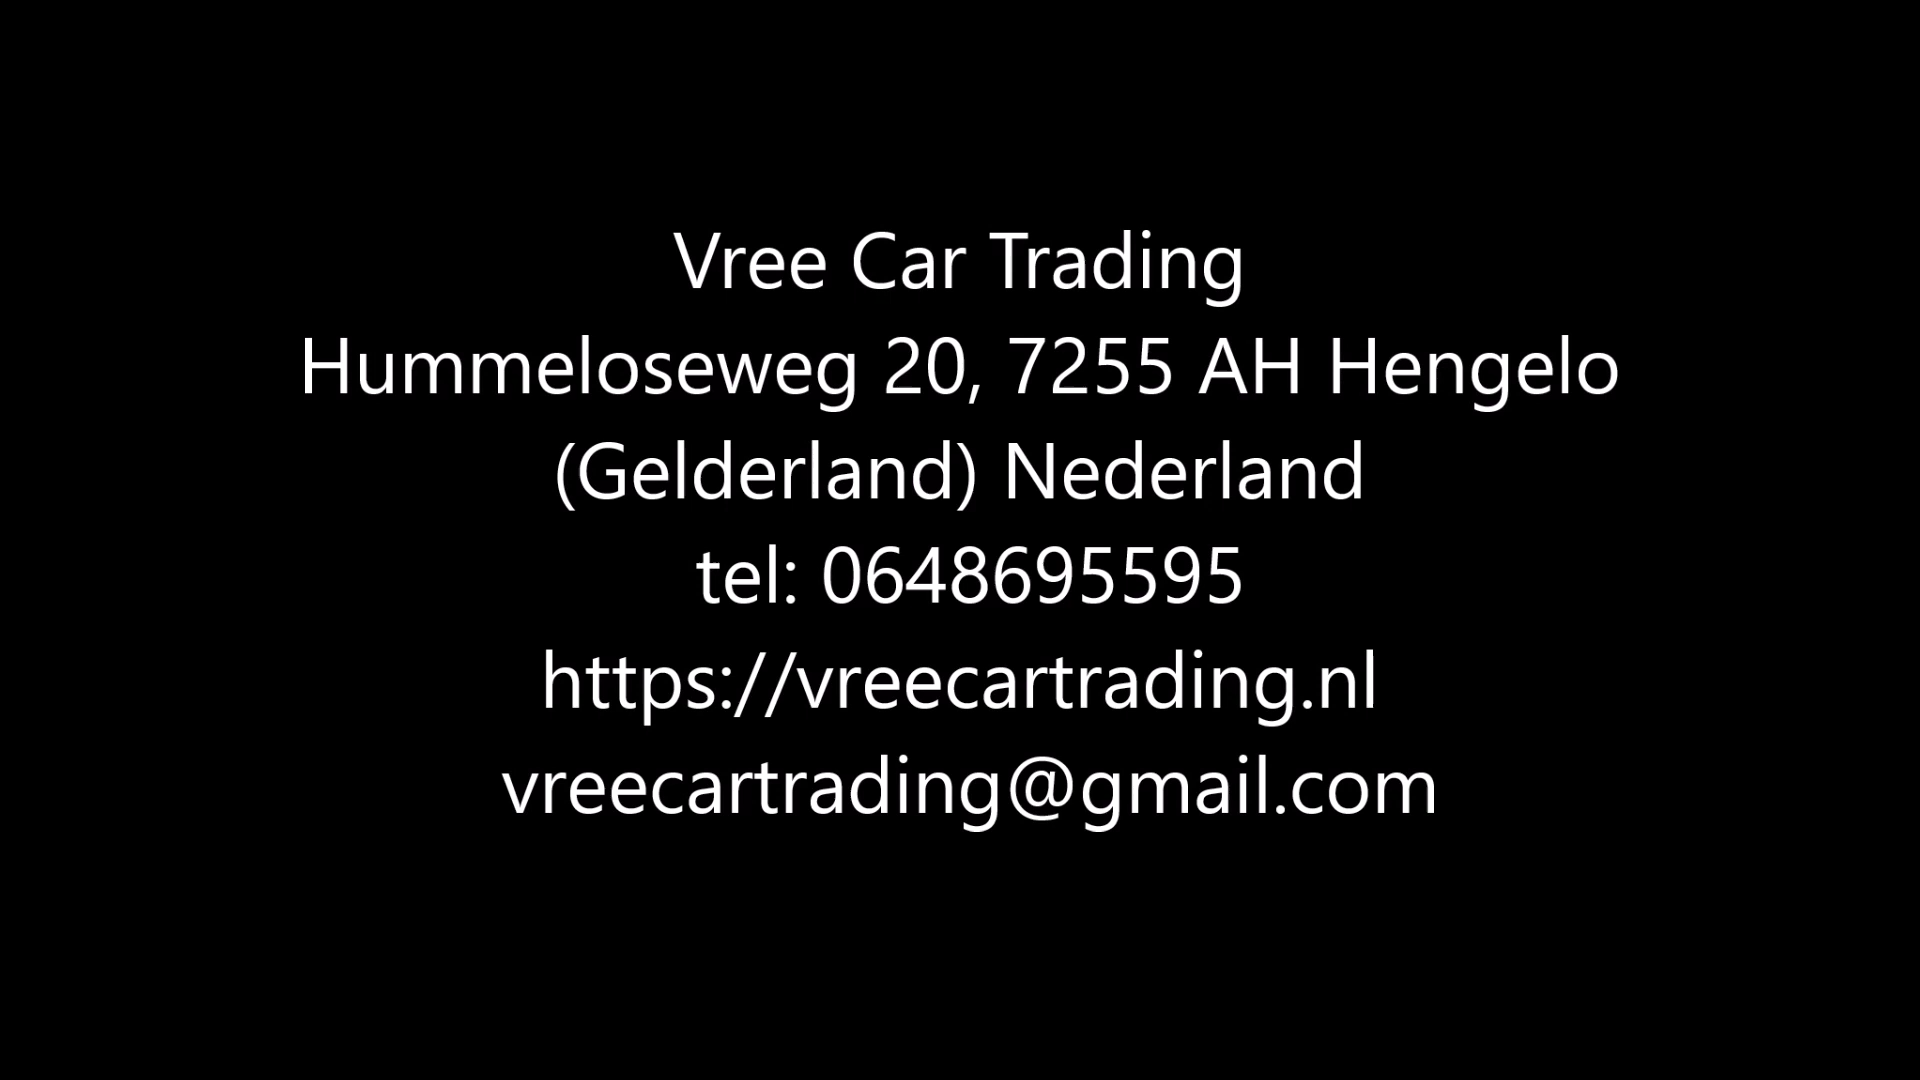 Vree Car Trading
Hummeloseweg 20, 7255 AH Hengelo
(Gelderland) Nederland
tel: 0648695595
https://vreecartrading.nl
vreecartrading@gmail.com